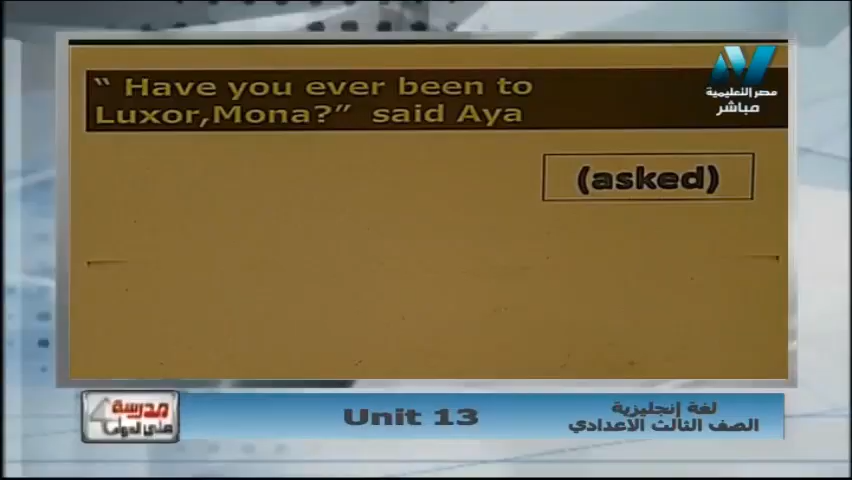 “ Have you ever been to
Luxor,Mona?” said Aya
مصر التعليمية
مباشر
(asked)
مدرسة
على الهواء
Unit 13
لغة إنجليزية
الصف الثالث الاعدادي